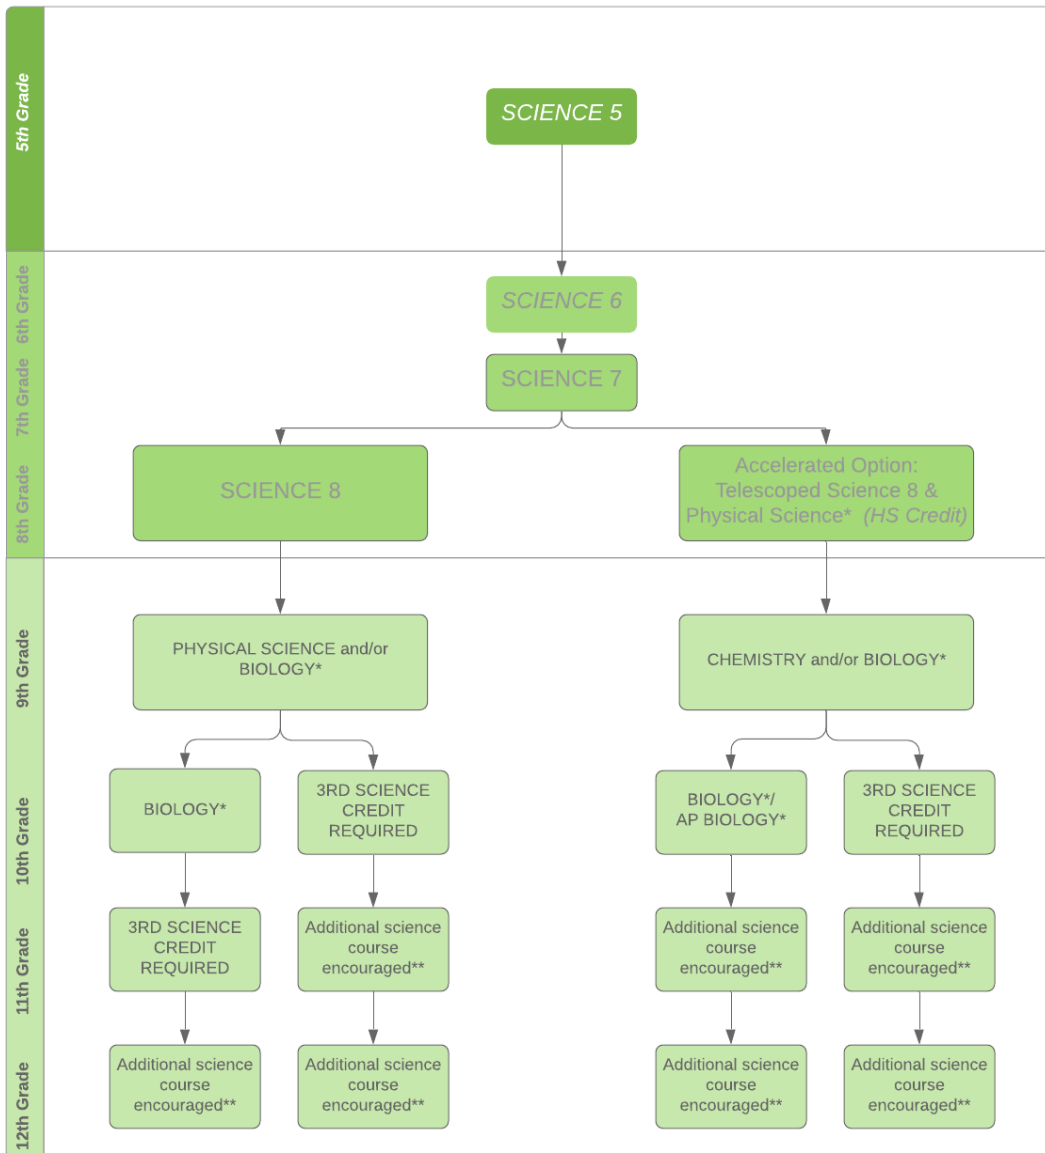 5th Grade
SCIENCE 5
6th Grade
SCIENCE 6
7th Grade
SCIENCE 7
8th Grade
SCIENCE 8
Accelerated Option:
Telescoped Science 8 &
Physical Science* (HS Credit)
9th Grade
PHYSICAL SCIENCE and/or
BIOLOGY*
CHEMISTRY and/or BIOLOGY*
10th Grade
BIOLOGY*
3RD SCIENCE
CREDIT
REQUIRED
BIOLOGY*/
AP BIOLOGY*
3RD SCIENCE
CREDIT
REQUIRED
11th Grade
3RD SCIENCE
CREDIT
REQUIRED
Additional science
course
encouraged**
Additional science
course
encouraged**
Additional science
course
encouraged**
12th Grade
Additional science
course
encouraged**
Additional science
course
encouraged**
Additional science
course
encouraged**
Additional science
course
encouraged**